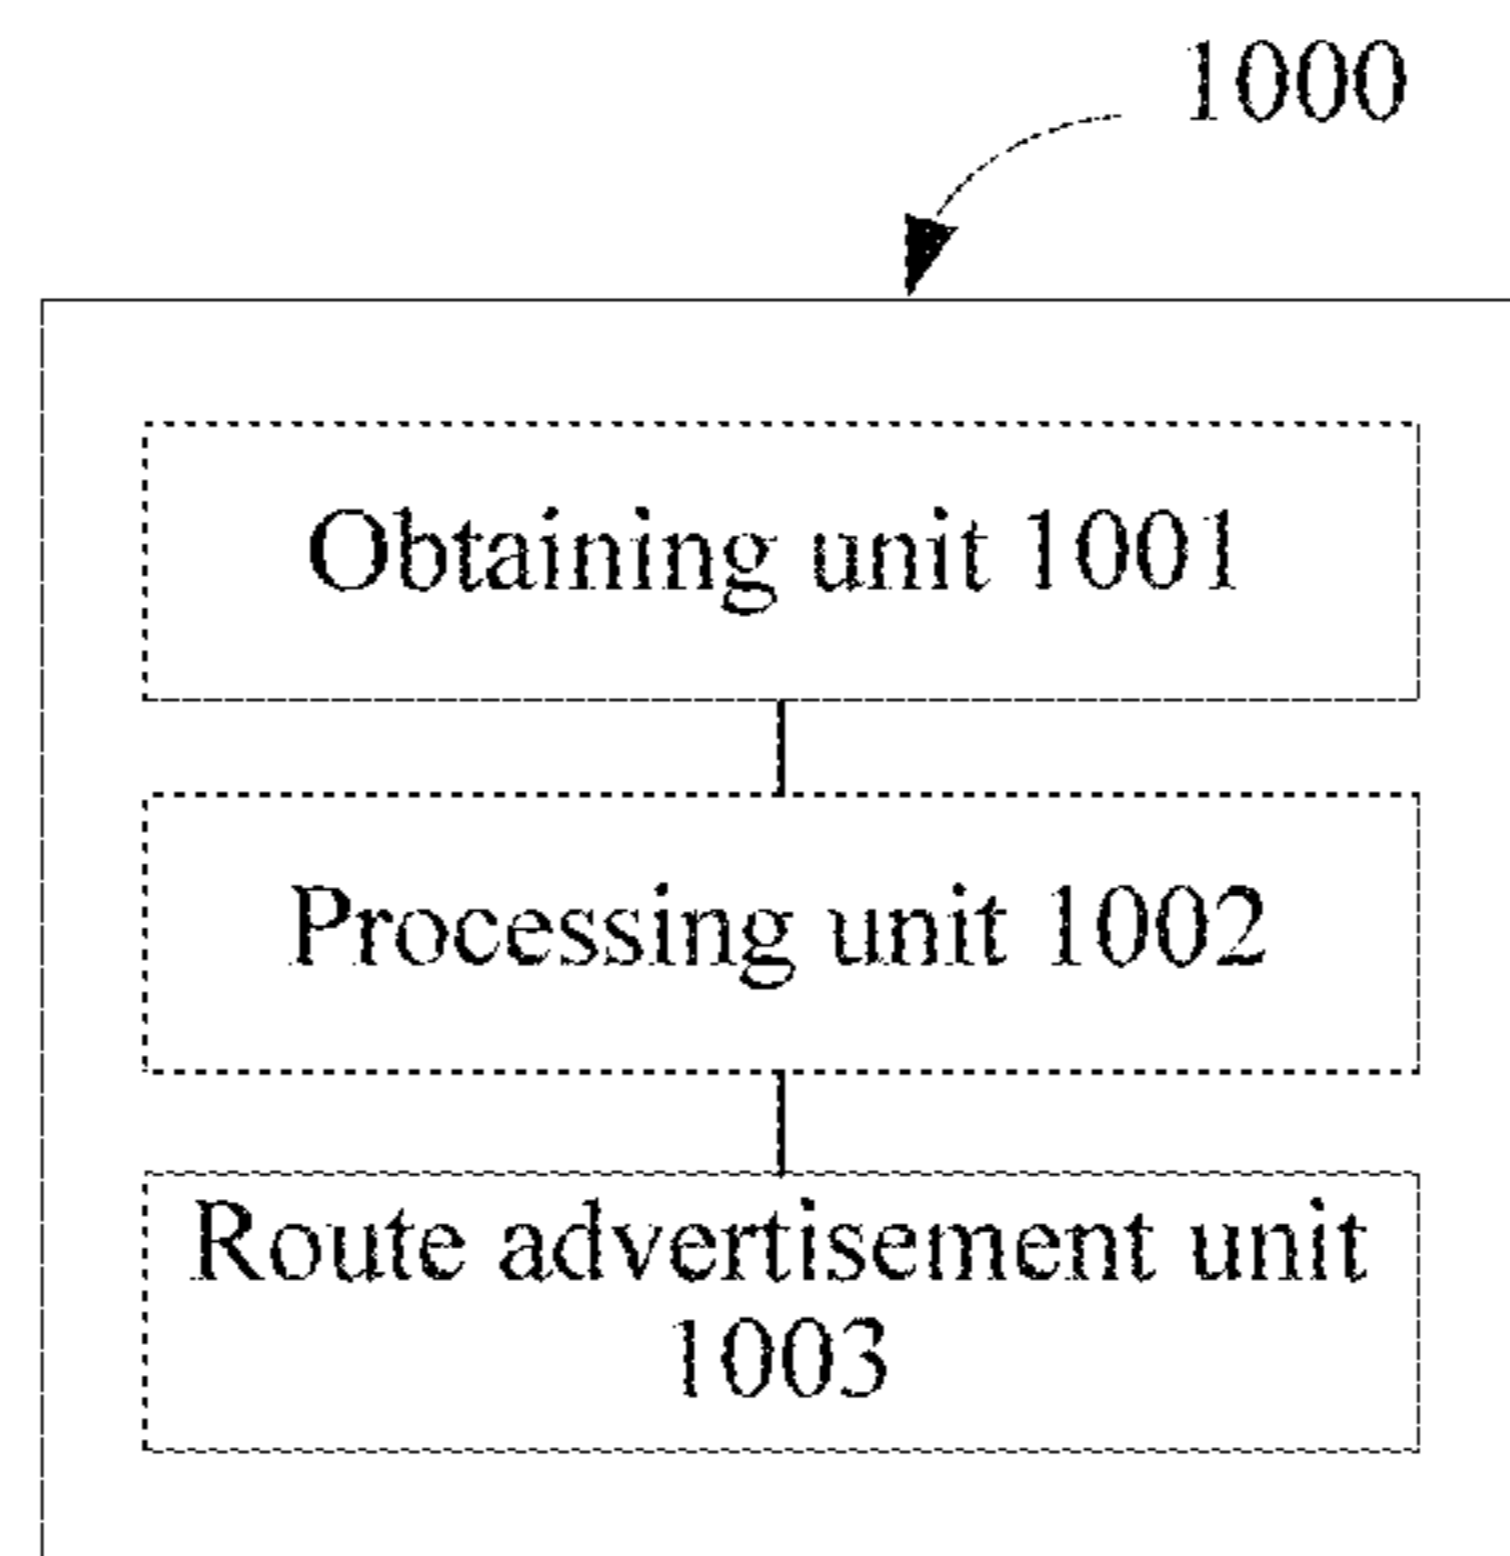 1000
Obtaining unit 1001
Processing unit 1002
Route advertisement unit
1003